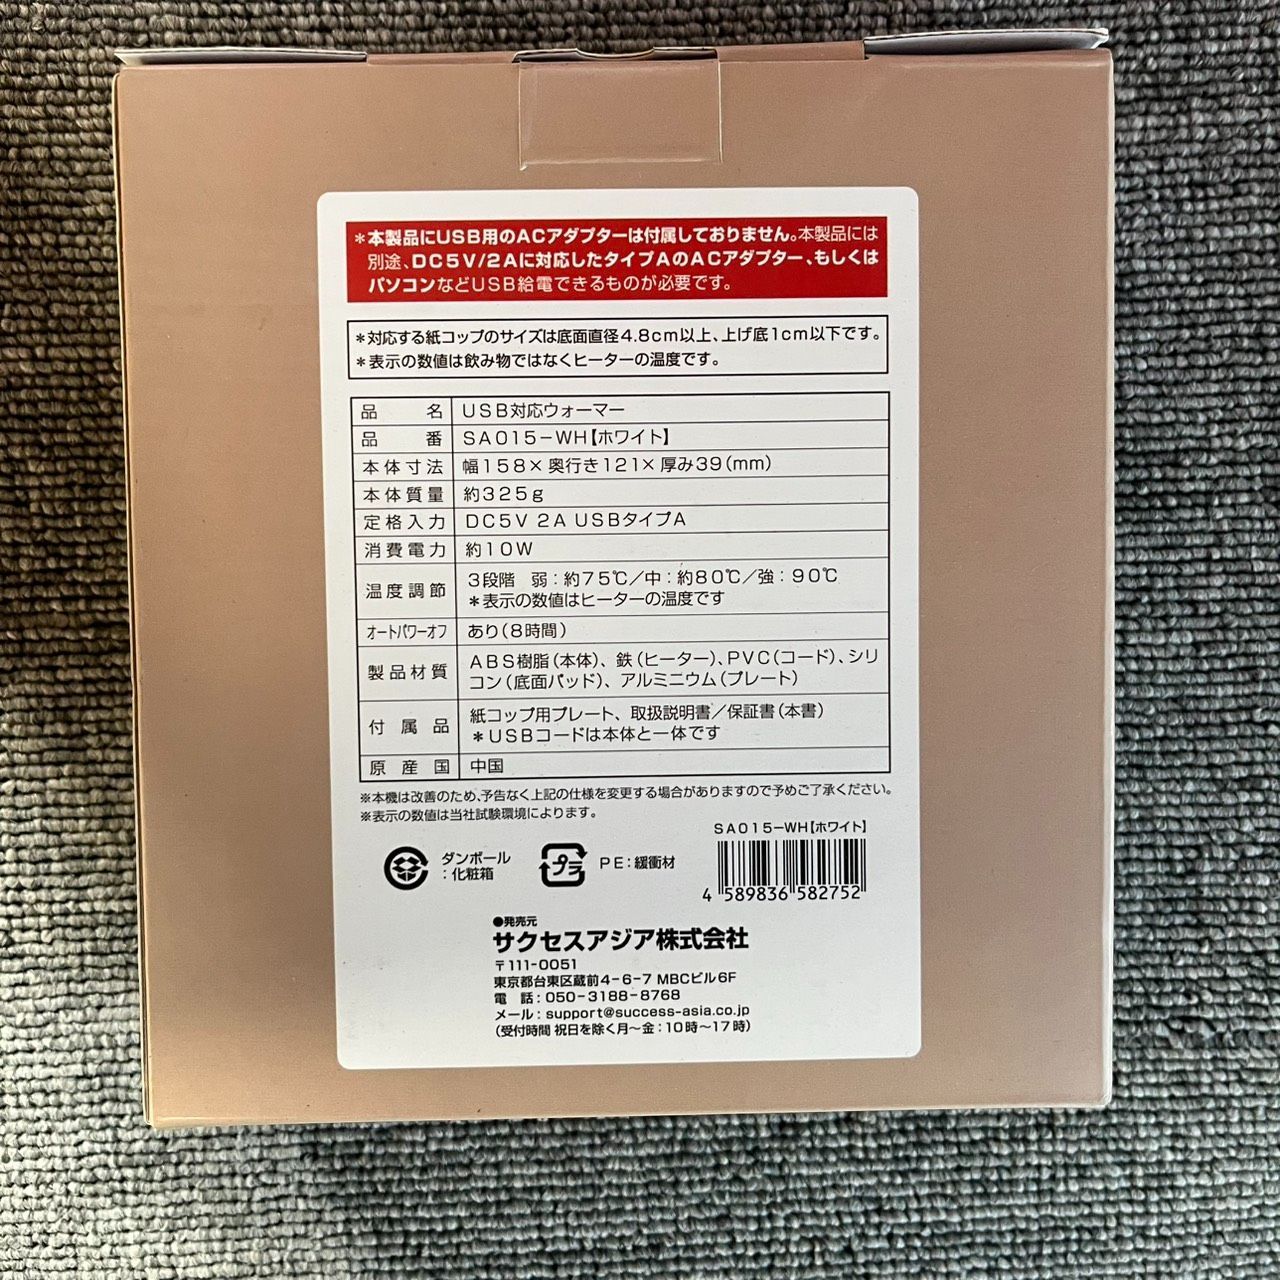 ＊本製品にUSB用のACアダプターは付属しておりません。本製品には
別途、DC5V/2Aに対応したタイプAのACアダプター、もしくは
パソコンなどUSB給電できるものが必要です。
＊対応する紙コップのサイズは底面直径4.8cm以上、上げ底1cm以下です。
＊表示の数値は飲み物ではなくヒーターの温度です。
品名 USB対応ウォーマー
品番 SA015-WH【ホワイト】
本体寸法 幅158×奥行き121×厚み39(mm)
本体質量 約325g
定格入力 DC5V 2A USBタイプA
消費電力 約10W
温度調節 3段階 弱：約75℃／中：約80℃／強：90℃
＊表示の数値はヒーターの温度です
オートパワーオフ あり(8時間)
製品材質 ABS樹脂(本体)、鉄(ヒーター)、PVC(コード)、シリ
コン(底面パッド)、アルミニウム(プレート)
付属品 紙コップ用プレート、取扱説明書／保証書(本書)
＊USBコードは本体と一体です
原産国 中国
※本機は改善のため、予告なく上記の仕様を変更する場合がありますので予めご了承ください。
※表示の数値は当社試験環境によります。
SA015-WH【ホワイト】
ダンボール
：化粧箱
プラ
PE：緩衝材
4 589836 582752
●発売元
サクセスアジア株式会社
〒111-0051
東京都台東区蔵前4-6-7 MBCビル6F
電話：050-3188-8768
メール：support@success-asia.co.jp
(受付時間 祝日を除く月〜金：10時〜17時)